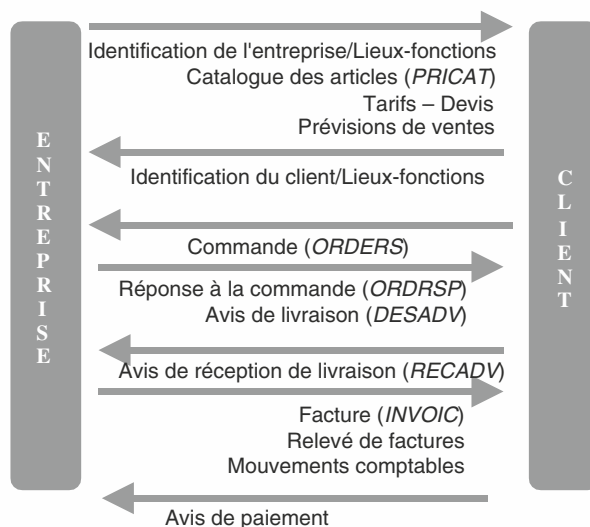 Identification de l'entreprise/Lieux-fonctions
Catalogue des articles (PRICAT)
Tarifs – Devis
Prévisions de ventes
Identification du client/Lieux-fonctions
Commande (ORDERS)
Réponse à la commande (ORDRSP)
Avis de livraison (DESADV)
Avis de réception de livraison (RECADV)
Facture (INVOIC)
Relevé de factures
Mouvements comptables
Avis de paiement
ENTREPRISE
CLIENT